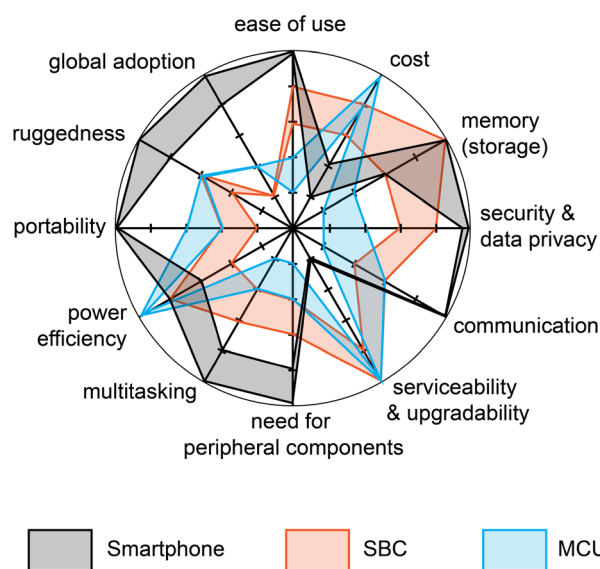 ease of use
global adoption
cost
ruggedness
memory
(storage)
portability
security &
data privacy
power
efficiency
communication
multitasking
serviceability
& upgradability
need for
peripheral components
Smartphone
SBC
MCU